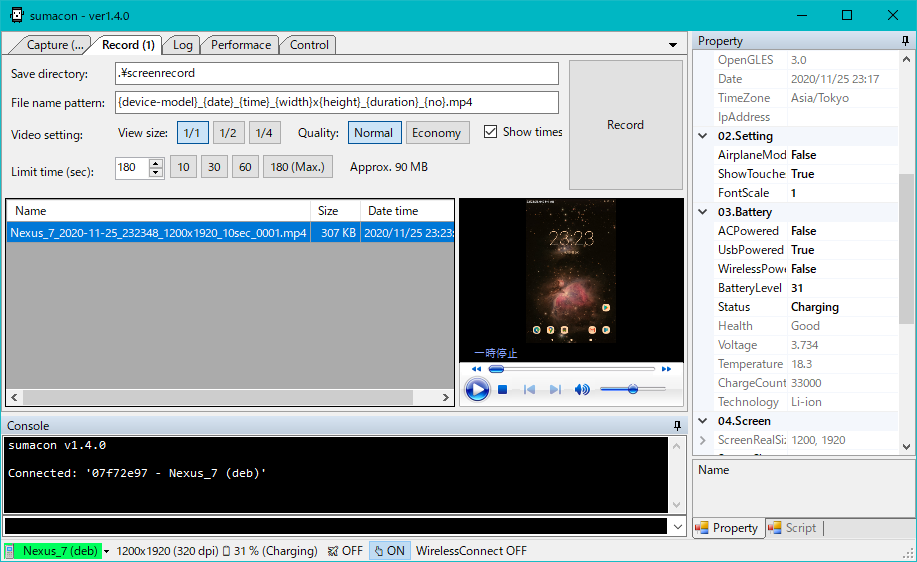 sumacon - ver1.4.0
Capture (...
Record (1)
Log
Performace
Control
Save directory:
.¥screenrecord
File name pattern:
{device-model}_{date}_{time}_{width}x{height}_{duration}_{no}.mp4
Video setting:
View size:
1/1
1/2
1/4
Quality:
Normal
Economy
Show times
Limit time (sec):
180
10
30
60
180 (Max.)
Approx. 90 MB
Record
Name
Size
Date time
Nexus_7_2020-11-25_232348_1200x1920_10sec_0001.mp4
307 KB
2020/11/25 23:23:
23:23
一時停止
Console
sumacon v1.4.0
Connected: '07f72e97 - Nexus_7 (deb)'
Property
OpenGLES 3.0
Date 2020/11/25 23:17
TimeZone Asia/Tokyo
IpAddress
02.Setting
AirplaneMod False
ShowTouche True
FontScale 1
03.Battery
ACPowered False
UsbPowered True
WirelessPowe False
BatteryLevel 31
Status Charging
Health Good
Voltage 3.734
Temperature 18.3
ChargeCount 33000
Technology Li-ion
04.Screen
ScreenRealSiz 1200, 1920
Name
Property
Script
Nexus_7 (deb)
1200x1920 (320 dpi)
31 % (Charging)
OFF
ON
WirelessConnect OFF